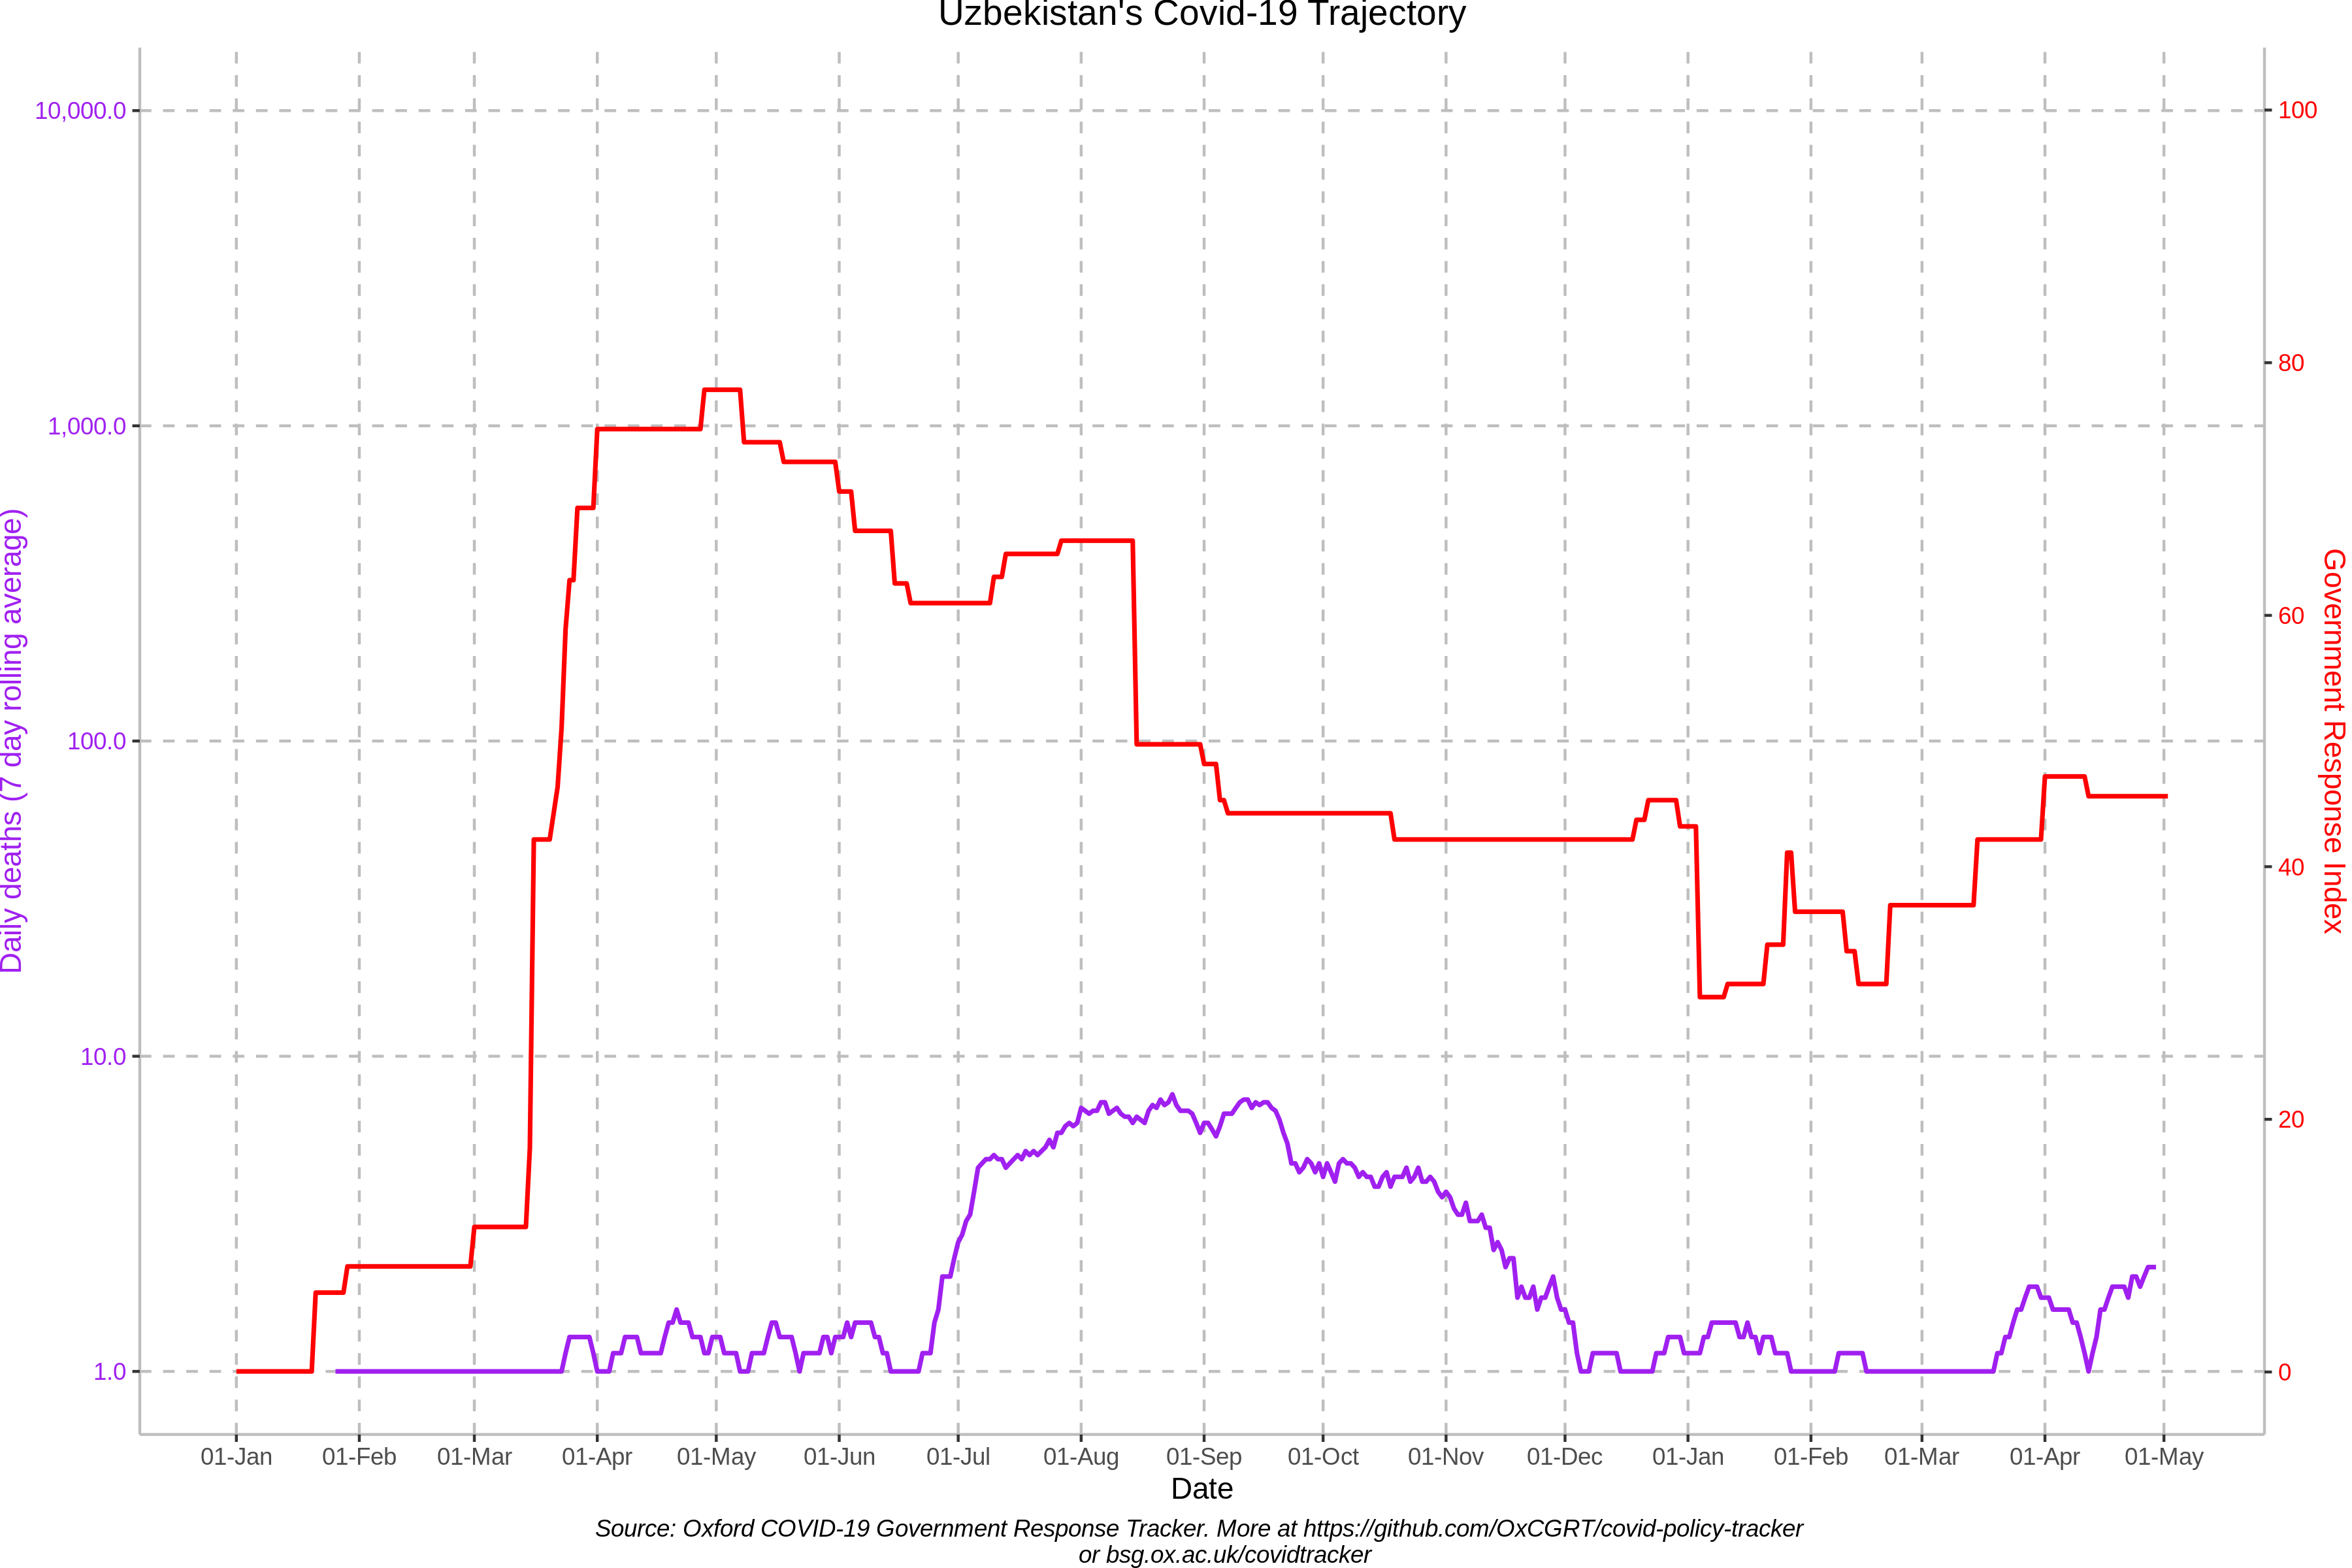 Uzbekistan's Covid-19 Trajectory
10,000.0
1,000.0
100.0
10.0
1.0
Daily deaths (7 day rolling average)
100
80
60
40
20
0
Government Response Index
01-Jan 01-Feb 01-Mar 01-Apr 01-May 01-Jun 01-Jul 01-Aug 01-Sep 01-Oct 01-Nov 01-Dec 01-Jan 01-Feb 01-Mar 01-Apr 01-May
Date
Source: Oxford COVID-19 Government Response Tracker. More at https://github.com/OxCGRT/covid-policy-tracker
or bsg.ox.ac.uk/covidtracker